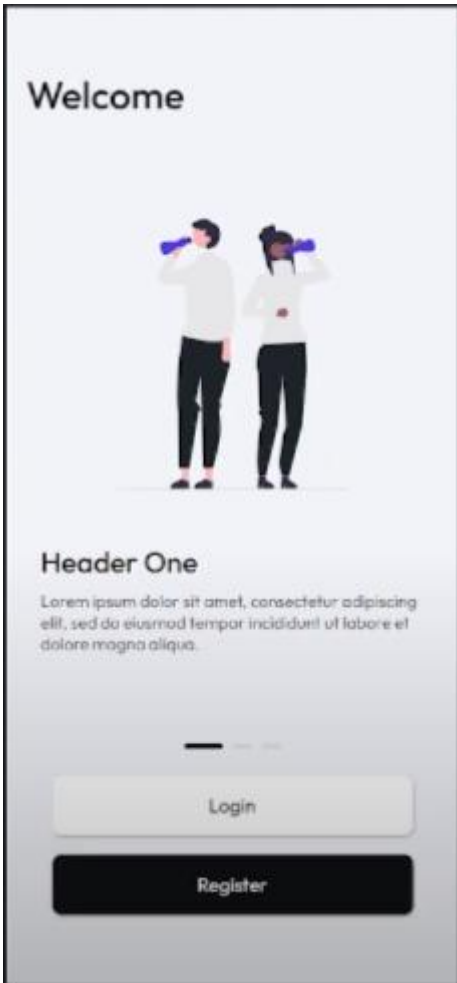 Welcome
Header One
Lorem ipsum dolor sit amet, consectetur adipiscing
elit, sed do eiusmod tempor incididunt ut labore et
dolore magna aliqua.
Login
Register